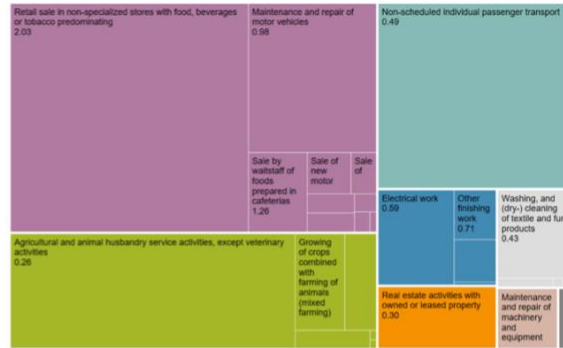 Retail sale in non-specialized stores with food, beverages
or tobacco predominating
2.03
Maintenance and repair of
motor vehicles
0.98
Sale by
waitstaff of
foods
prepared in
cafeterias
1.26
Sale of
new
motor
Sale
of
Non-scheduled individual passenger transport
0.49
Agricultural and animal husbandry service activities, except veterinary
activities
0.26
Growing
of crops
combined
with
farming of
animals
(mixed
farming)
Electrical work
0.59
Other
finishing
work
0.71
Washing, and
(dry-) cleaning
of textile and fur
products
0.43
Real estate activities with
owned or leased property
0.30
Maintenance
and repair of
machinery
and
equipment